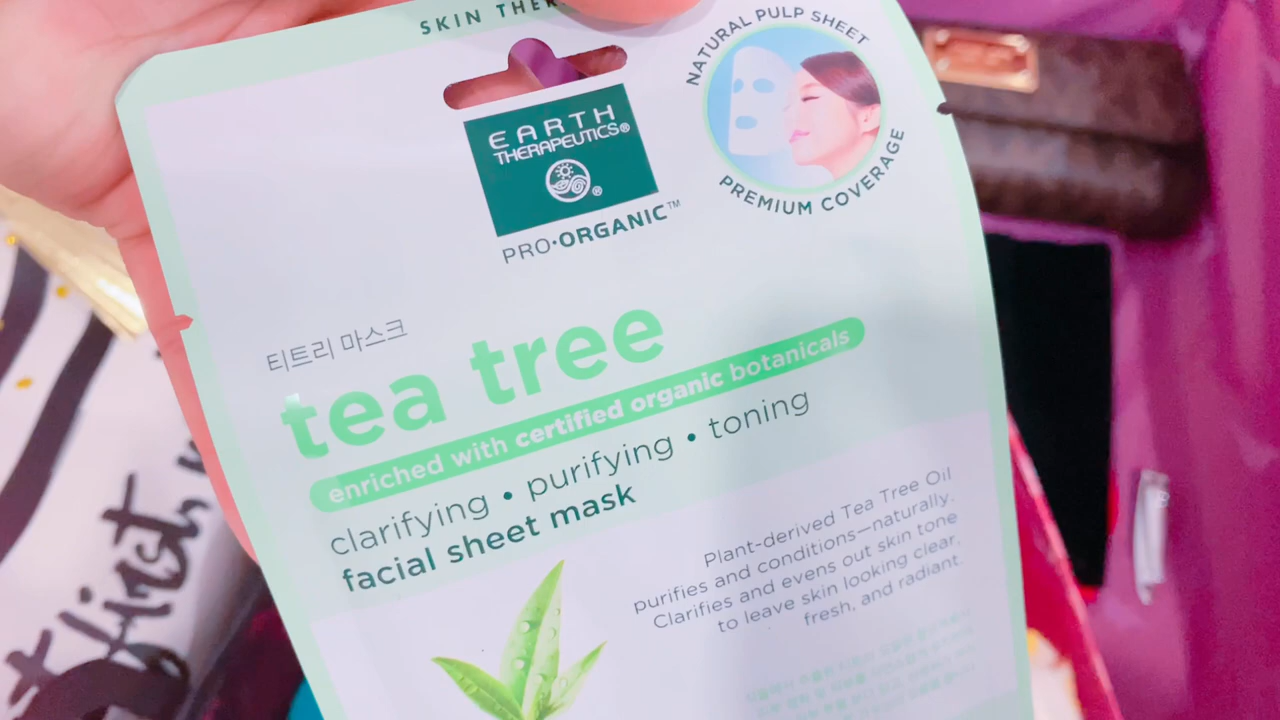 SKIN
NATURAL PULP SHEET
EARTH
THERAPEUTICS®
®
PREMIUM COVERAGE
PRO•ORGANIC™
티트리 마스크
tea tree
enriched with certified organic botanicals
clarifying • purifying • toning
facial sheet mask
Plant-derived Tea Tree Oil
purifies and conditions—naturally.
Clarifies and evens out skin tone
to leave skin looking clear,
fresh, and radiant.
first